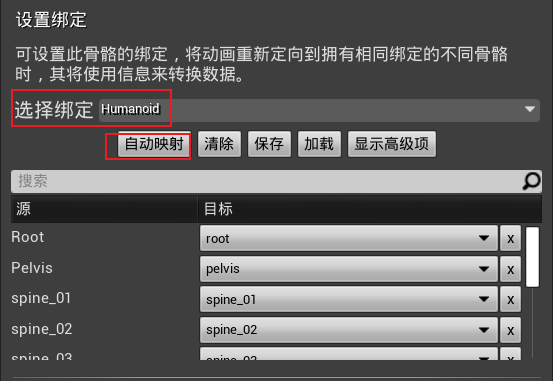 设置绑定
可设置此骨骼的绑定，将动画重新定向到拥有相同绑定的不同骨骼
时，其将使用信息来转换数据。
选择绑定 Humanoid
自动映射 清除 保存 加载 显示高级项
搜索
源 目标
Root root x
Pelvis pelvis x
spine_01 spine_01 x
spine_02 spine_02 x
spine_03 spine_03